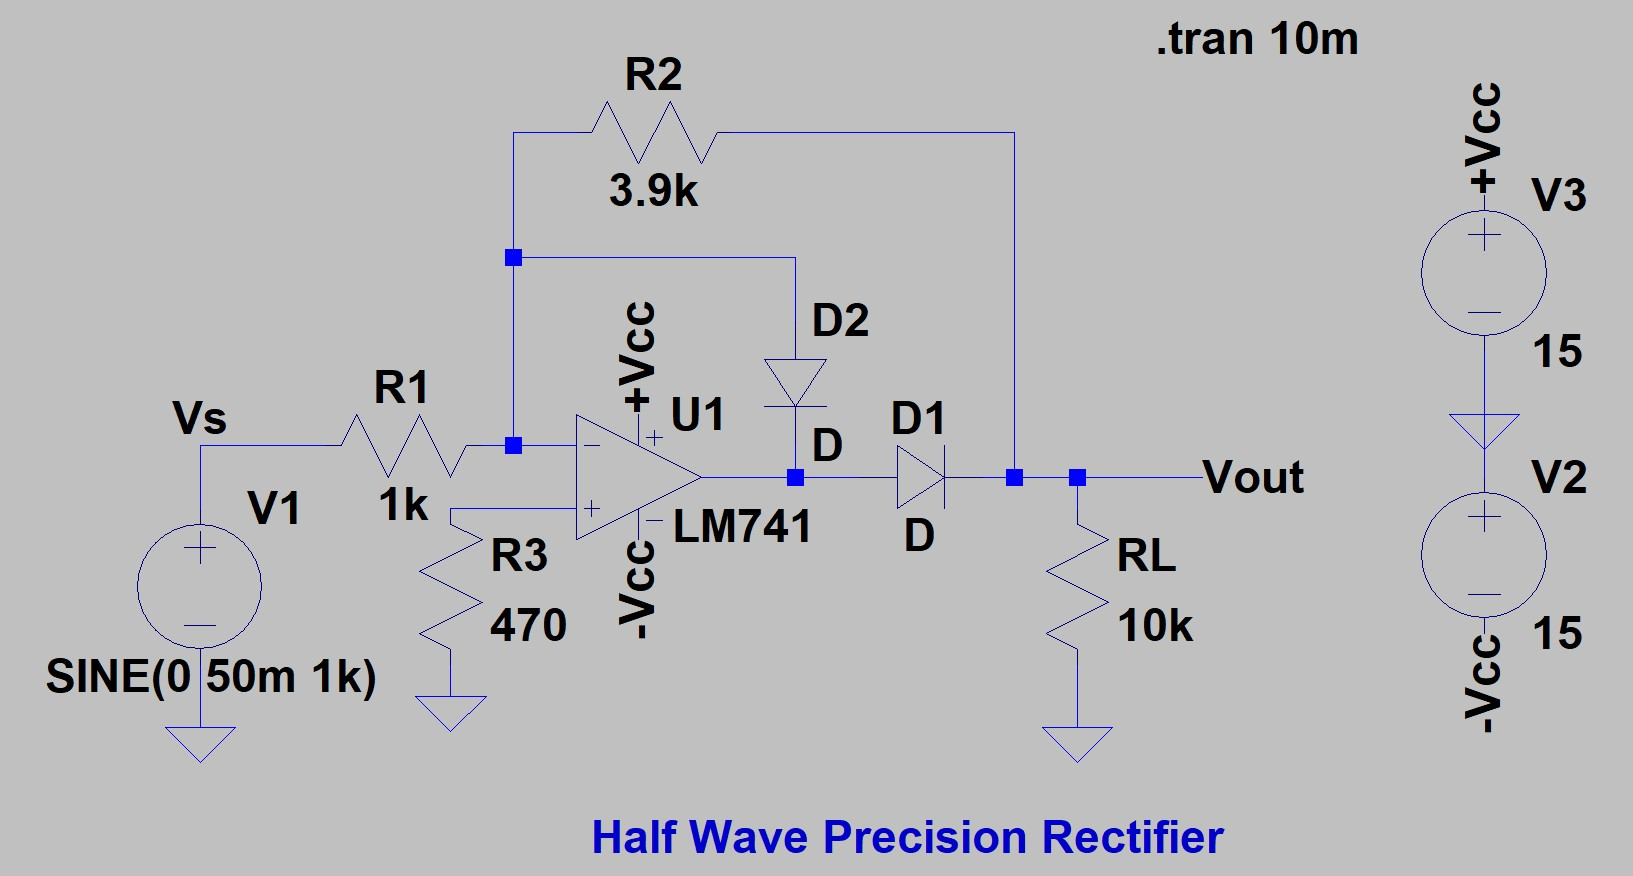 .tran 10m
R2
3.9k
+Vcc
V3
15
D2
D
+Vcc
U1
LM741
-Vcc
R1
1k
Vs
V1
SINE(0 50m 1k)
R3
470
D1
D
Vout
RL
10k
V2
15
-Vcc
Half Wave Precision Rectifier